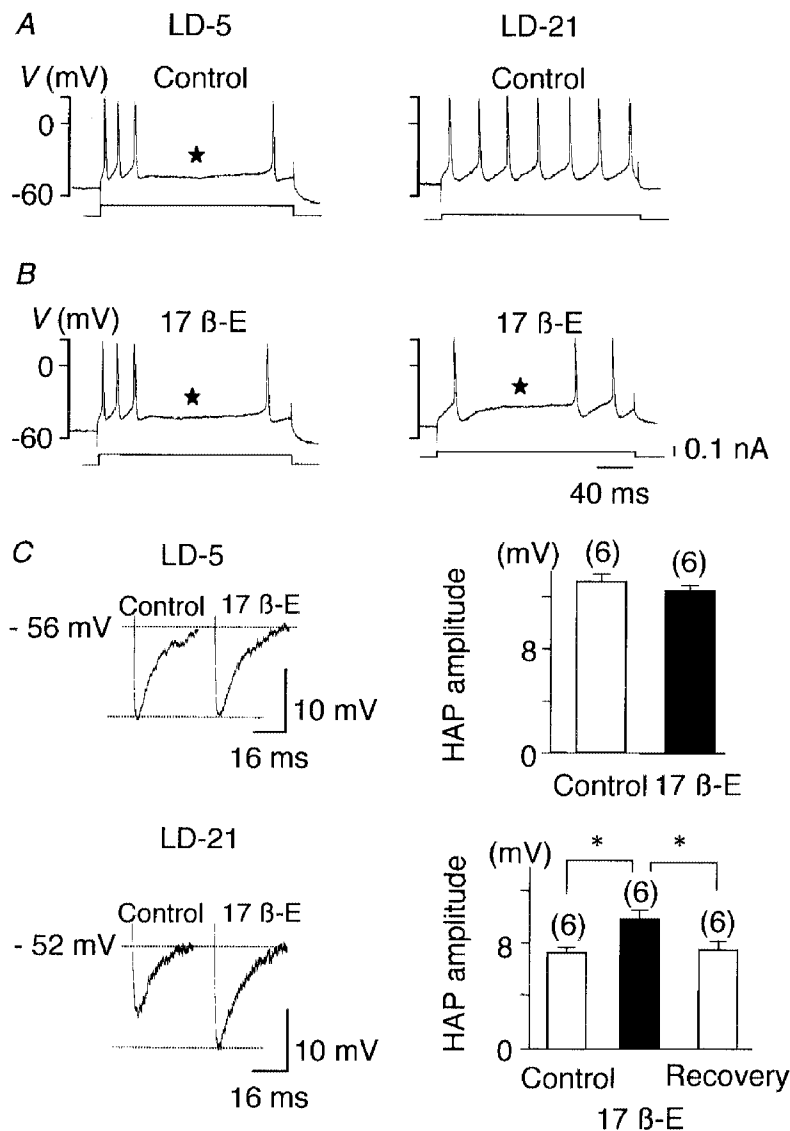 A
LD-5
LD-21
V (mV)
Control
Control
0
-60
★
B
V (mV)
17 ß-E
17 ß-E
0
-60
★
★
0.1 nA
40 ms
C
LD-5
Control
17 ß-E
- 56 mV
10 mV
16 ms
(mV)
(6)
(6)
HAP amplitude
8
0
Control
17 ß-E
LD-21
Control
17 ß-E
- 52 mV
10 mV
16 ms
(mV)
*
*
(6)
(6)
(6)
HAP amplitude
8
0
Control
Recovery
17 ß-E